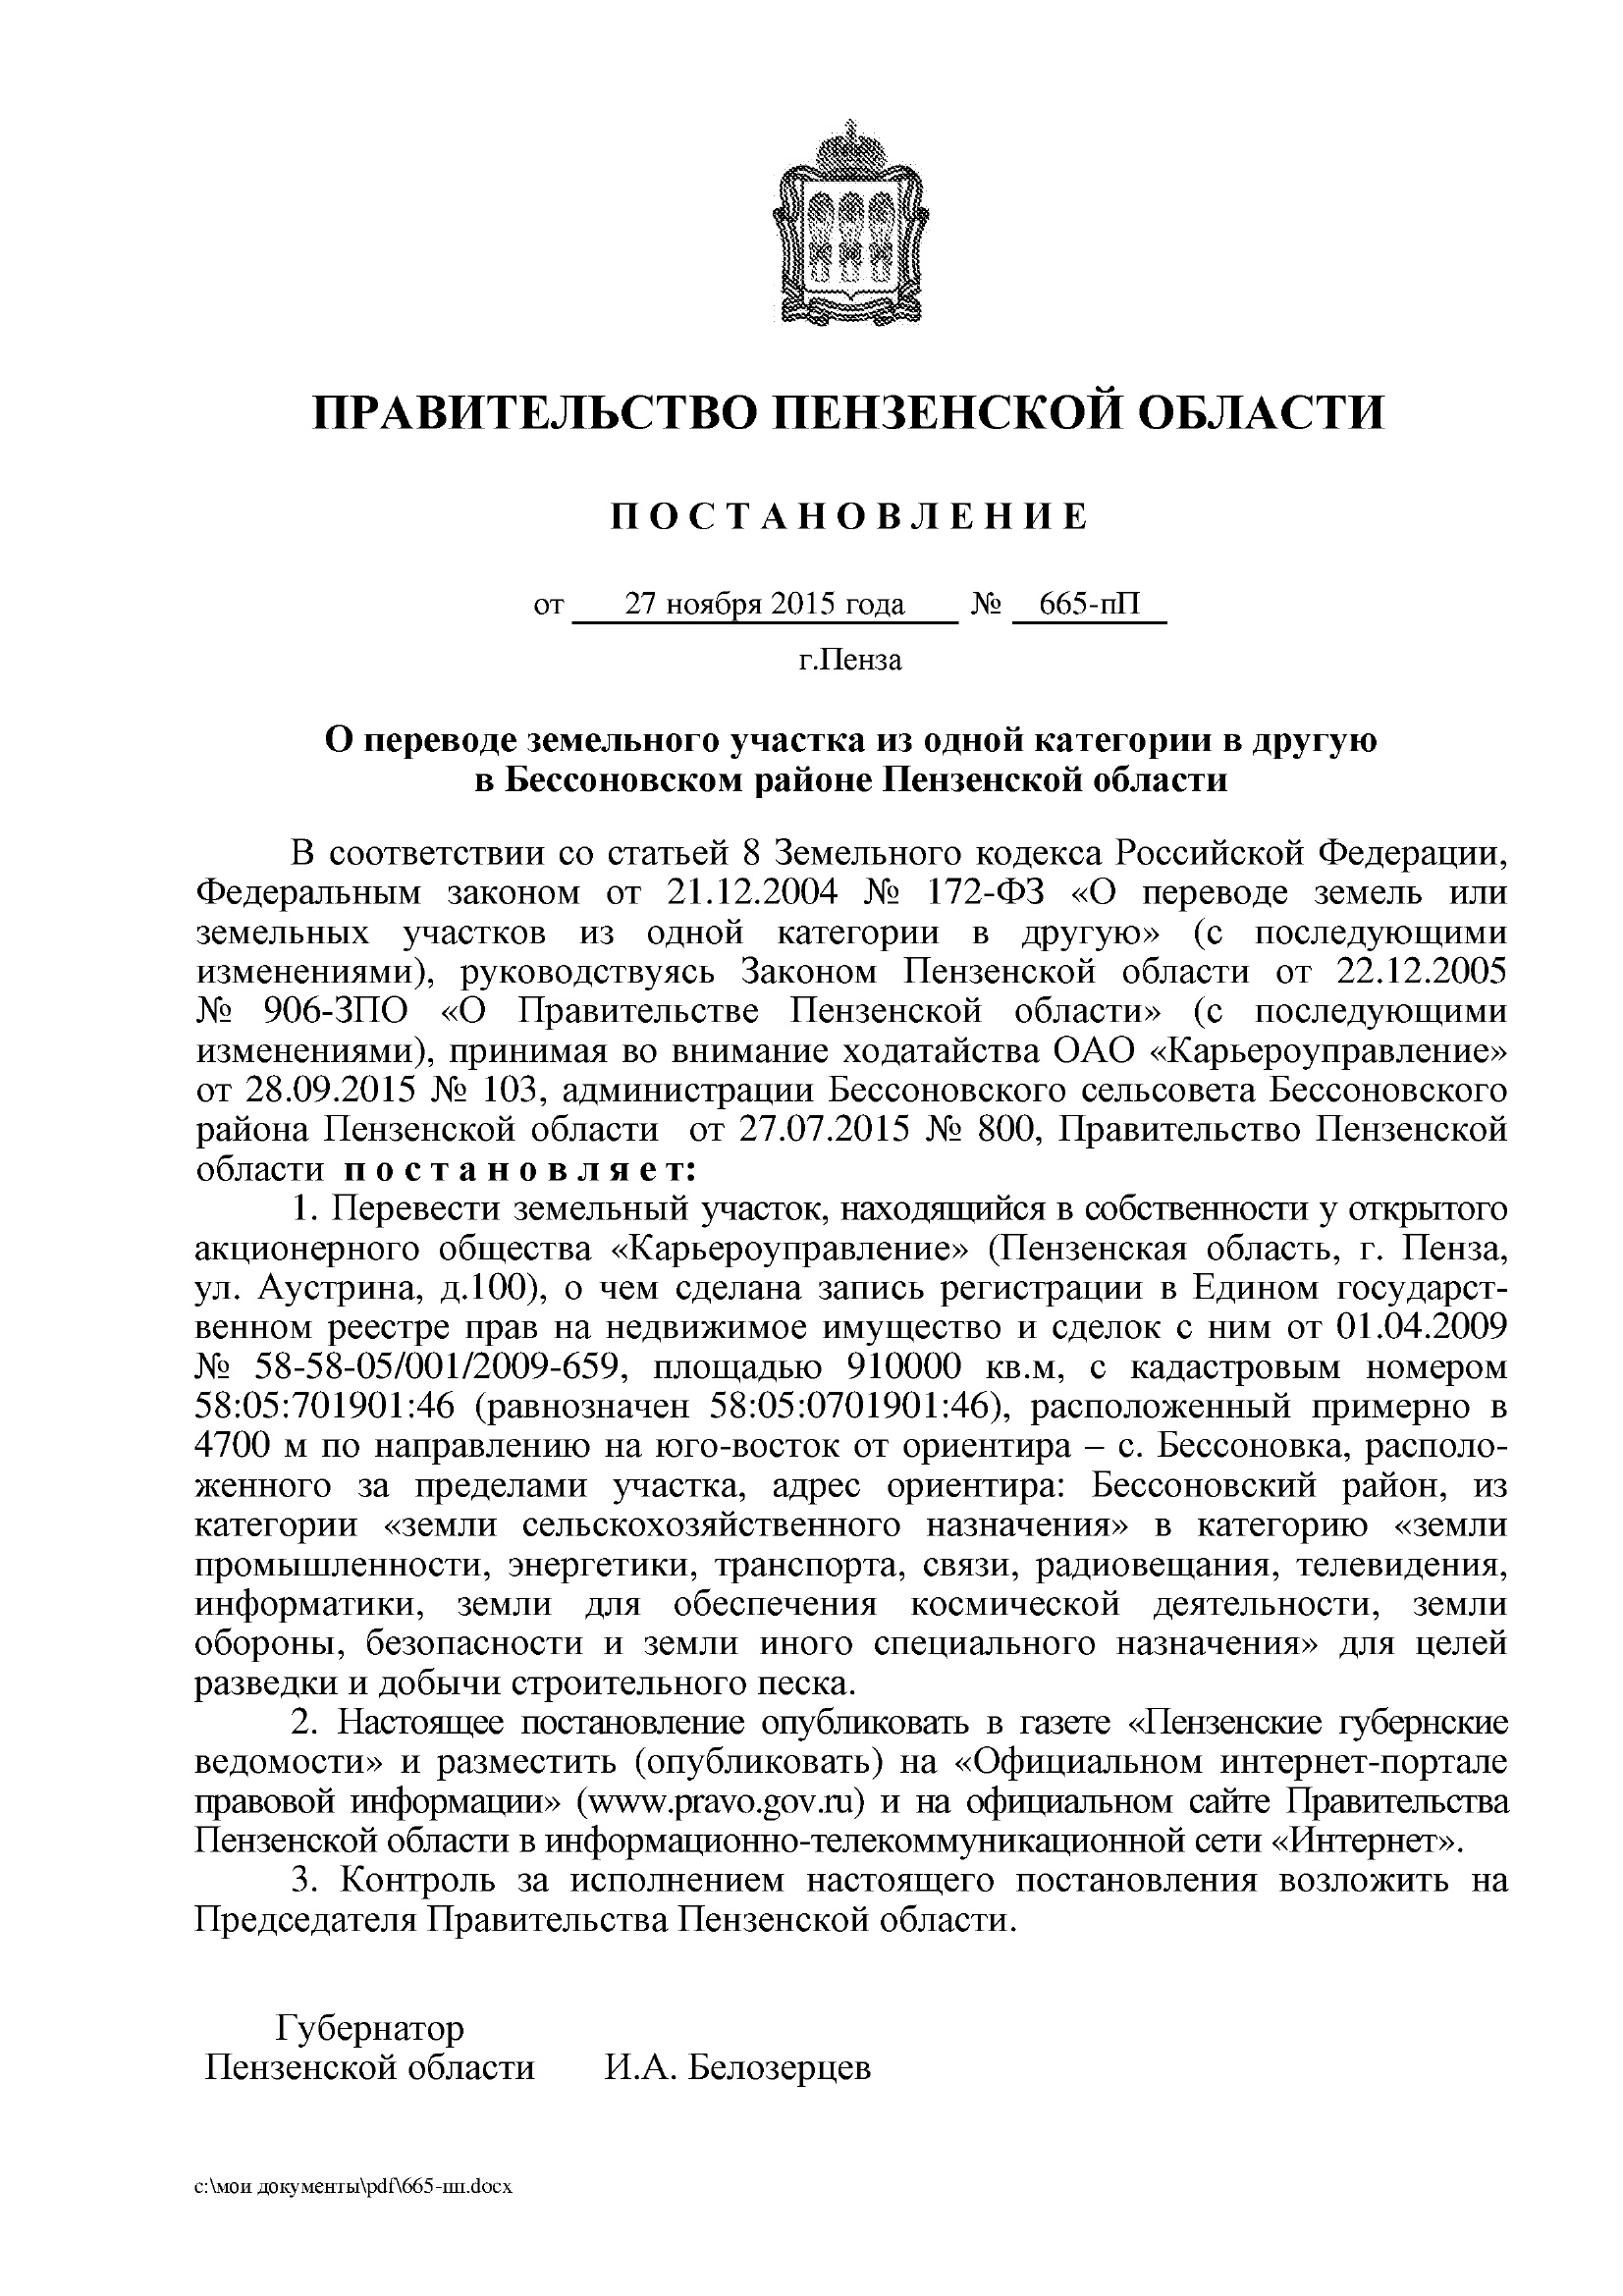 ПРАВИТЕЛЬСТВО ПЕНЗЕНСКОЙ ОБЛАСТИ
П О С Т А Н О В Л Е Н И Е
от 27 ноября 2015 года № 665-пП
г.Пенза
О переводе земельного участка из одной категории в другую
в Бессоновском районе Пензенской области
В соответствии со статьей 8 Земельного кодекса Российской Федерации,
Федеральным законом от 21.12.2004 № 172-ФЗ «О переводе земель или
земельных участков из одной категории в другую» (с последующими
изменениями), руководствуясь Законом Пензенской области от 22.12.2005
№ 906-ЗПО «О Правительстве Пензенской области» (с последующими
изменениями), принимая во внимание ходатайства ОАО «Карьероуправление»
от 28.09.2015 № 103, администрации Бессоновского сельсовета Бессоновского
района Пензенской области от 27.07.2015 № 800, Правительство Пензенской
области п о с т а н о в л я е т:
1. Перевести земельный участок, находящийся в собственности у открытого
акционерного общества «Карьероуправление» (Пензенская область, г. Пенза,
ул. Аустрина, д.100), о чем сделана запись регистрации в Едином государст-
венном реестре прав на недвижимое имущество и сделок с ним от 01.04.2009
№ 58-58-05/001/2009-659, площадью 910000 кв.м, с кадастровым номером
58:05:701901:46 (равнозначен 58:05:0701901:46), расположенный примерно в
4700 м по направлению на юго-восток от ориентира – с. Бессоновка, располо-
женного за пределами участка, адрес ориентира: Бессоновский район, из
категории «земли сельскохозяйственного назначения» в категорию «земли
промышленности, энергетики, транспорта, связи, радиовещания, телевидения,
информатики, земли для обеспечения космической деятельности, земли
обороны, безопасности и земли иного специального назначения» для целей
разведки и добычи строительного песка.
2. Настоящее постановление опубликовать в газете «Пензенские губернские
ведомости» и разместить (опубликовать) на «Официальном интернет-портале
правовой информации» (www.pravo.gov.ru) и на официальном сайте Правительства
Пензенской области в информационно-телекоммуникационной сети «Интернет».
3. Контроль за исполнением настоящего постановления возложить на
Председателя Правительства Пензенской области.
Губернатор
Пензенской области И.А. Белозерцев
c:\мои документы\pdf\665-пп.docx